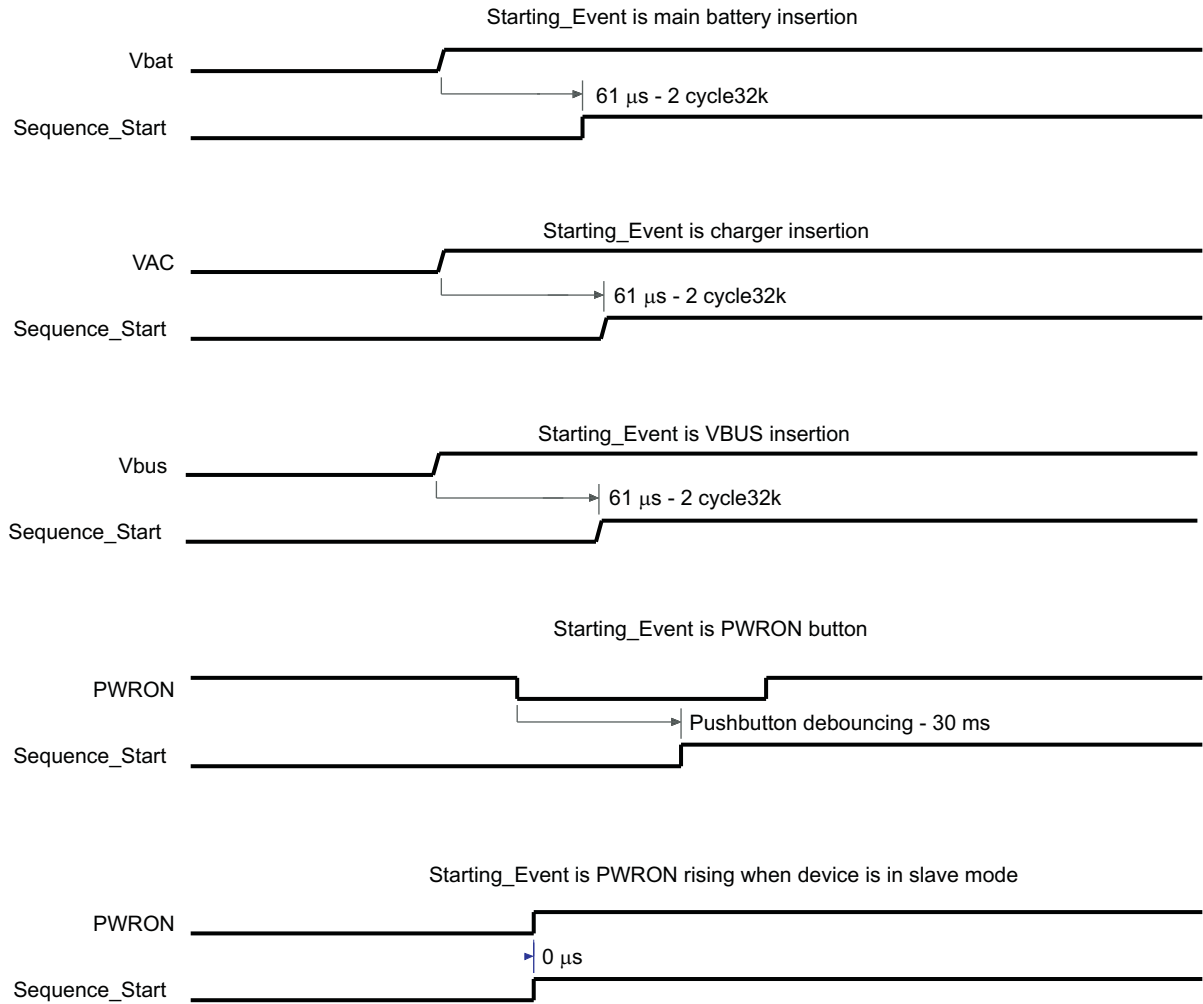 Starting_Event is main battery insertion
Vbat
61 μs - 2 cycle32k
Sequence_Start
Starting_Event is charger insertion
VAC
61 μs - 2 cycle32k
Sequence_Start
Starting_Event is VBUS insertion
Vbus
61 μs - 2 cycle32k
Sequence_Start
Starting_Event is PWRON button
PWRON
Pushbutton debouncing - 30 ms
Sequence_Start
Starting_Event is PWRON rising when device is in slave mode
PWRON
0 μs
Sequence_Start